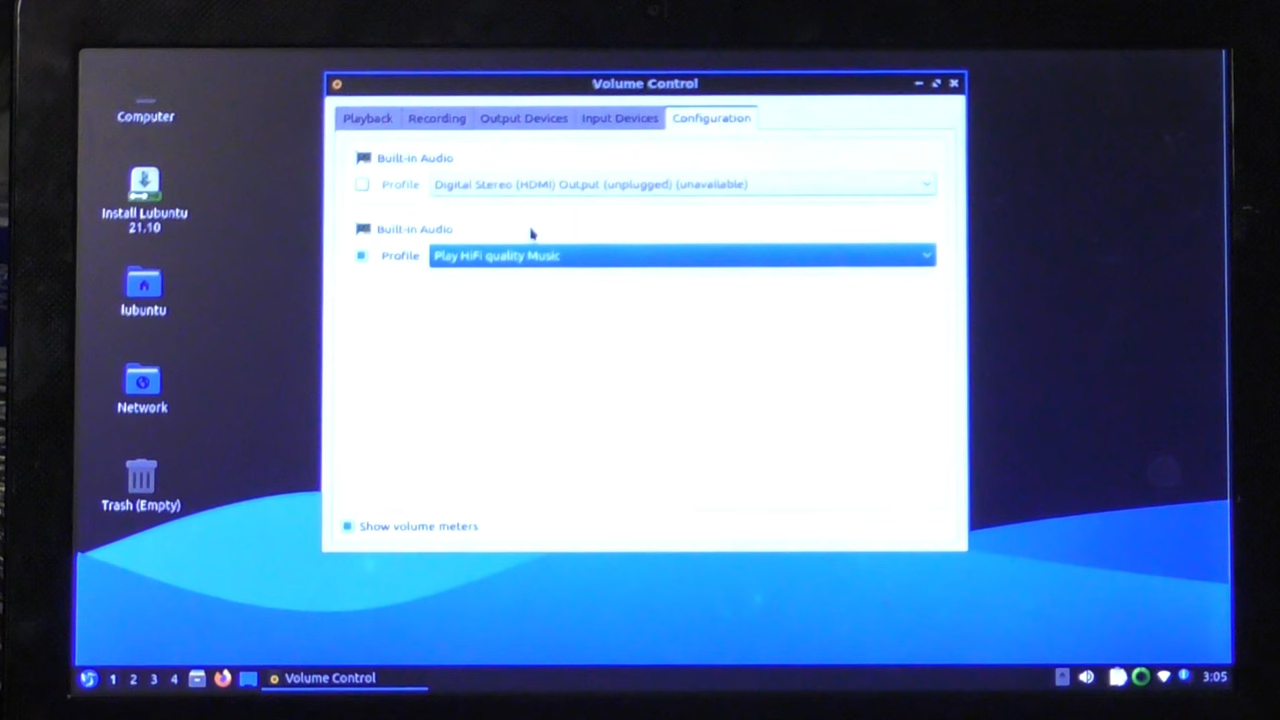 Volume Control
Playback Recording Output Devices Input Devices Configuration
Computer
Built-in Audio
Profile Digital Stereo (HDMI) Output (unplugged) (unavailable)
Install Lubuntu
21.10
Built-in Audio
Profile Play HiFi quality Music
lubuntu
Network
Trash (Empty)
Show volume meters
1 2 3 4 Volume Control 3:05